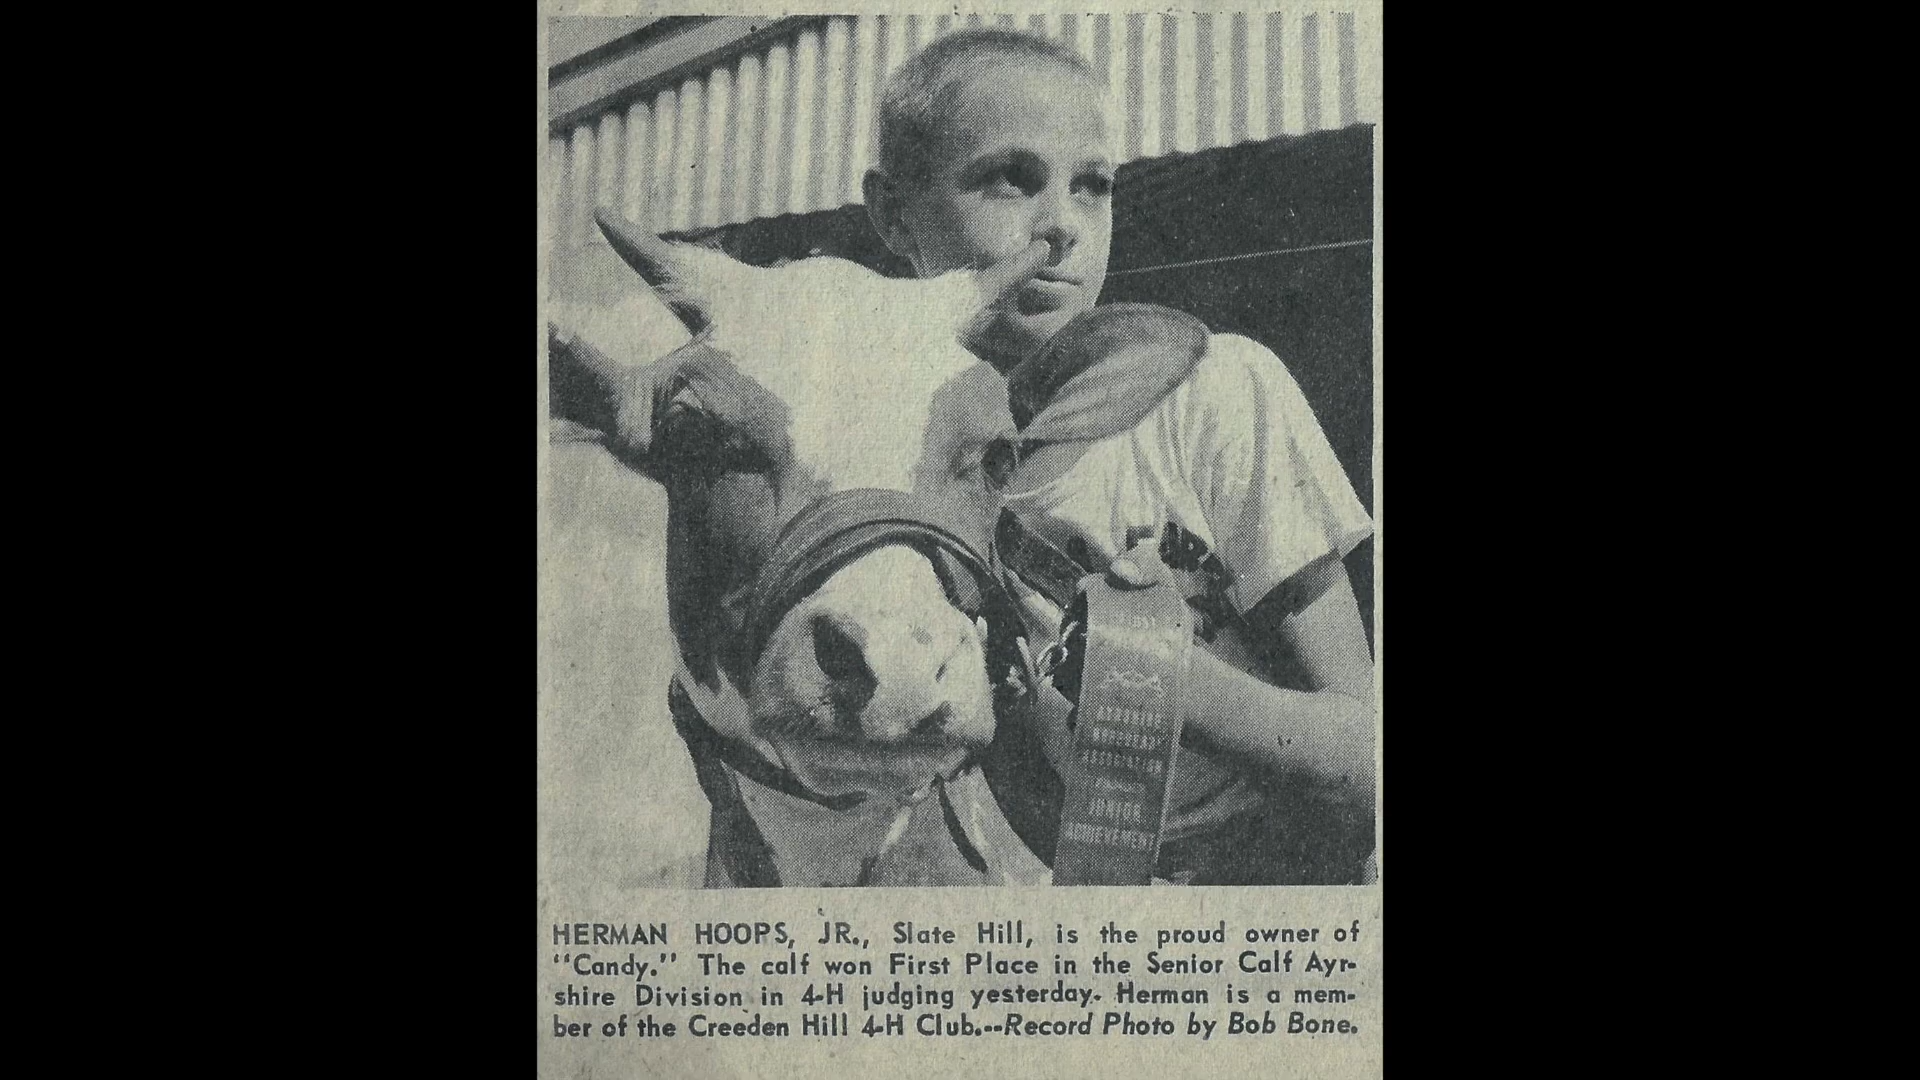 ASSOCIATION
JUNIOR
ACHIEVEMENT
HERMAN HOOPS, JR., Slate Hill, is the proud owner of
"Candy." The calf won First Place in the Senior Calf Ayr-
shire Division in 4-H judging yesterday. Herman is a mem-
ber of the Creeden Hill 4-H Club.--Record Photo by Bob Bone.